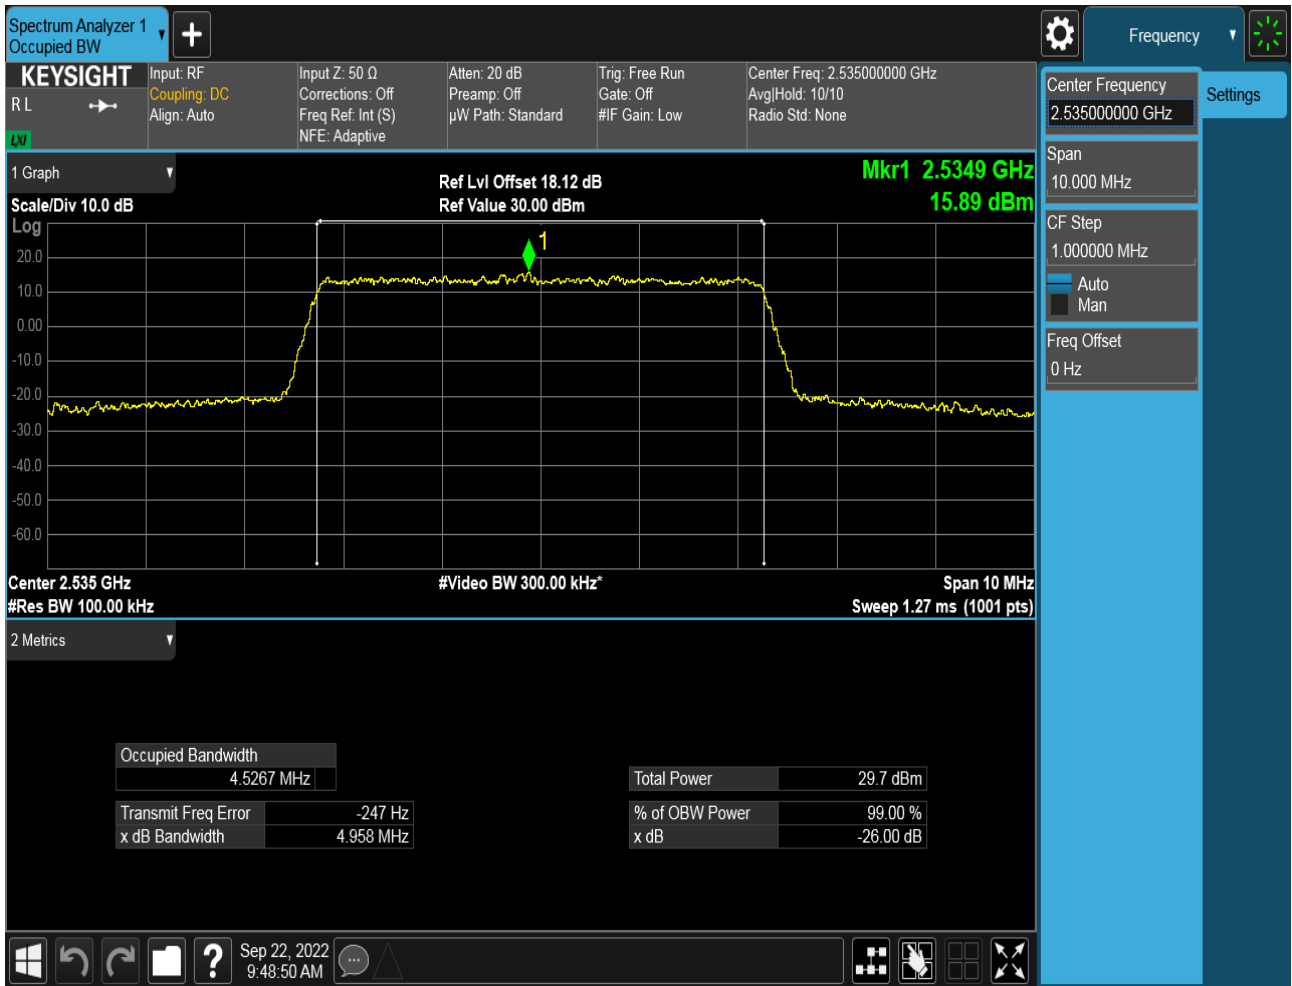 Spectrum Analyzer 1
Occupied BW
+
Frequency
KEYSIGHT
R L
LXI
Input: RF
Coupling: DC
Align: Auto
Input Z: 50 Ω
Corrections: Off
Freq Ref: Int (S)
NFE: Adaptive
Atten: 20 dB
Preamp: Off
µW Path: Standard
Trig: Free Run
Gate: Off
#IF Gain: Low
Center Freq: 2.535000000 GHz
Avg|Hold: 10/10
Radio Std: None
Center Frequency
2.535000000 GHz
Settings
Span
10.000 MHz
CF Step
1.000000 MHz
Auto
Man
Freq Offset
0 Hz
1 Graph
Scale/Div 10.0 dB
Ref Lvl Offset 18.12 dB
Ref Value 30.00 dBm
Mkr1 2.5349 GHz
15.89 dBm
Log
1
20.0
10.0
0.00
-10.0
-20.0
-30.0
-40.0
-50.0
-60.0
Center 2.535 GHz
#Video BW 300.00 kHz*
Span 10 MHz
#Res BW 100.00 kHz
Sweep 1.27 ms (1001 pts)
2 Metrics
Occupied Bandwidth
4.5267 MHz
Total Power 29.7 dBm
Transmit Freq Error -247 Hz
% of OBW Power 99.00 %
x dB Bandwidth 4.958 MHz
x dB -26.00 dB
?
Sep 22, 2022
9:48:50 AM